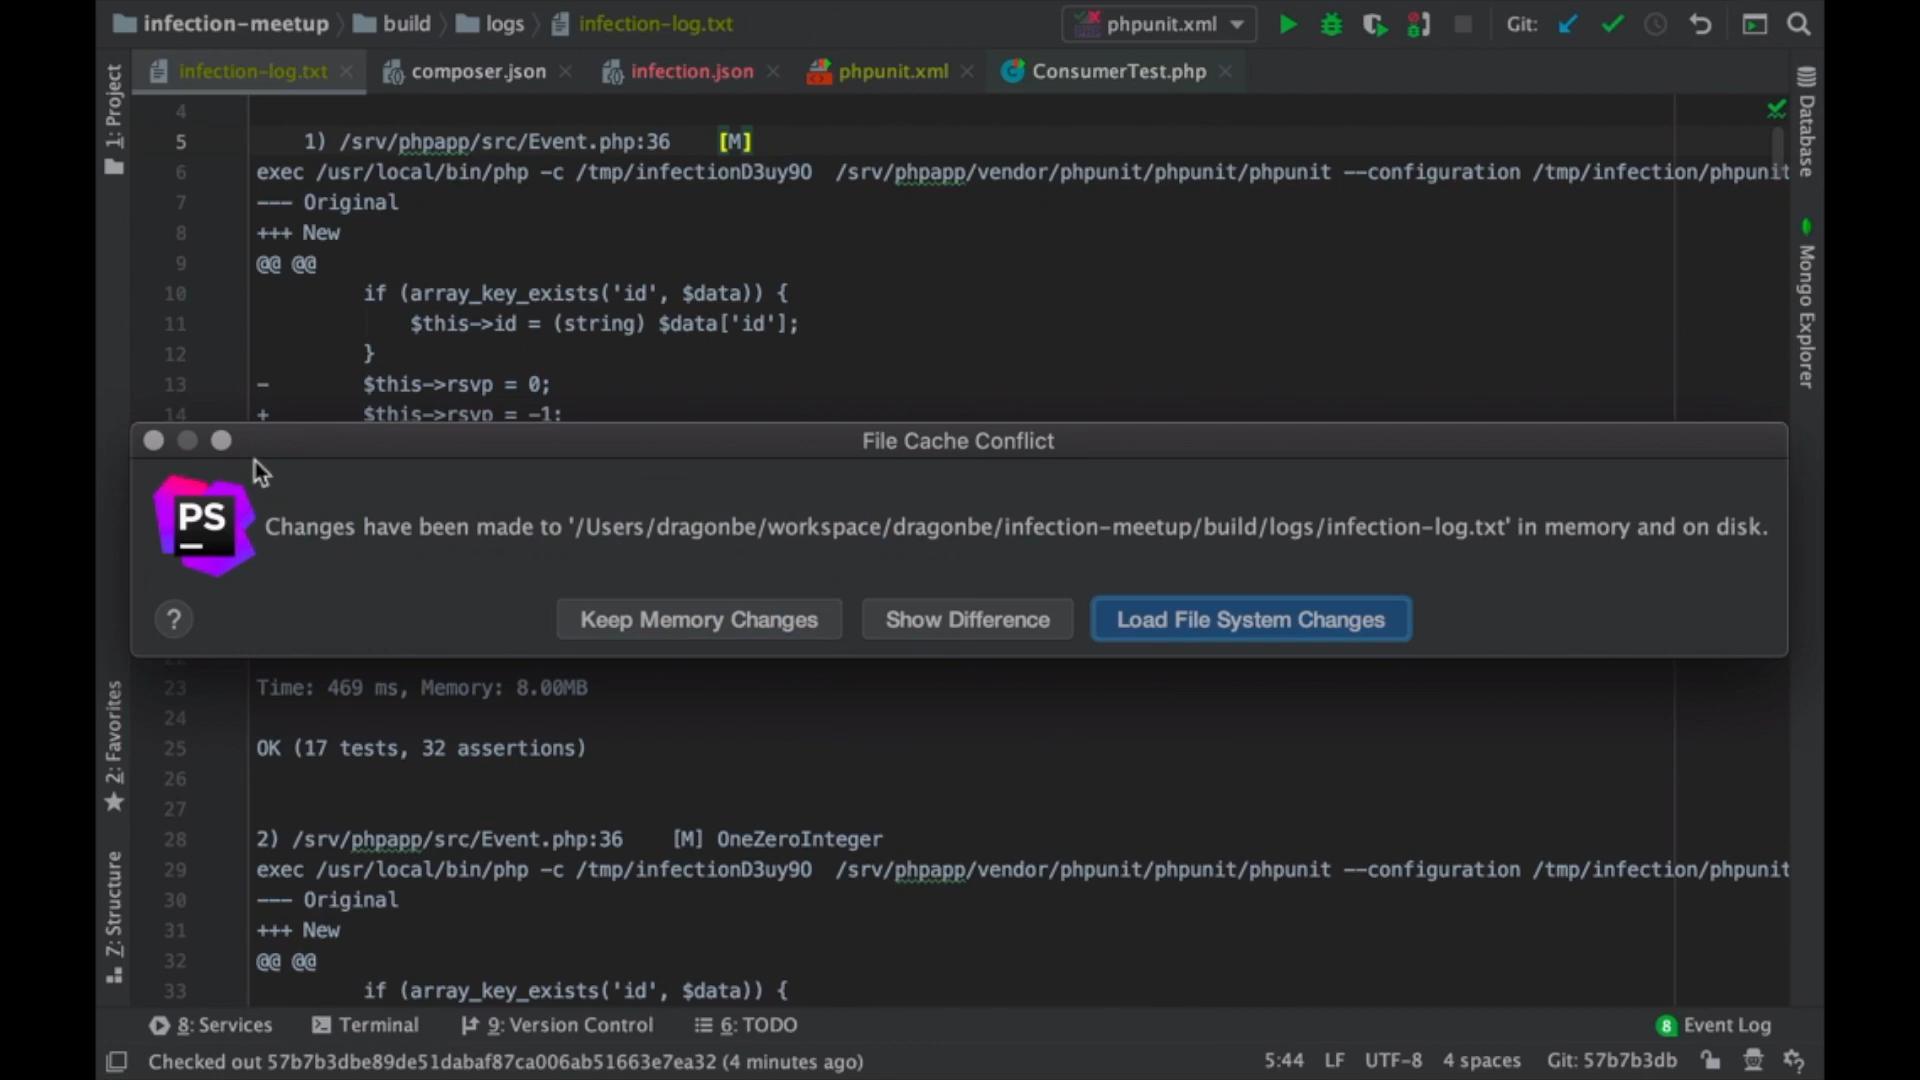 infection-meetup build logs infection-log.txt phpunit.xml Git:
infection-log.txt composer.json infection.json phpunit.xml ConsumerTest.php
1: Project
Database
Mongo Explorer
4
5 1) /srv/phpapp/src/Event.php:36 [M]
6 exec /usr/local/bin/php -c /tmp/infectionD3uy9O /srv/phpapp/vendor/phpunit/phpunit/phpunit --configuration /tmp/infection/phpunit
7 --- Original
8 +++ New
9 @@ @@
10 if (array_key_exists('id', $data)) {
11 $this->id = (string) $data['id'];
12 }
13 - $this->rsvp = 0;
14 + $this->rsvp = -1;
File Cache Conflict
PS
Changes have been made to '/Users/dragonbe/workspace/dragonbe/infection-meetup/build/logs/infection-log.txt' in memory and on disk.
? Keep Memory Changes Show Difference Load File System Changes
23 Time: 469 ms, Memory: 8.00MB
24
25 OK (17 tests, 32 assertions)
26
27
28 2) /srv/phpapp/src/Event.php:36 [M] OneZeroInteger
29 exec /usr/local/bin/php -c /tmp/infectionD3uy9O /srv/phpapp/vendor/phpunit/phpunit/phpunit --configuration /tmp/infection/phpunit
30 --- Original
31 +++ New
32 @@ @@
33 if (array_key_exists('id', $data)) {
2: Favorites
Z: Structure
8: Services Terminal 9: Version Control 6: TODO 8 Event Log
Checked out 57b7b3dbe89de51dabaf87ca006ab51663e7ea32 (4 minutes ago) 5:44 LF UTF-8 4 spaces Git: 57b7b3db